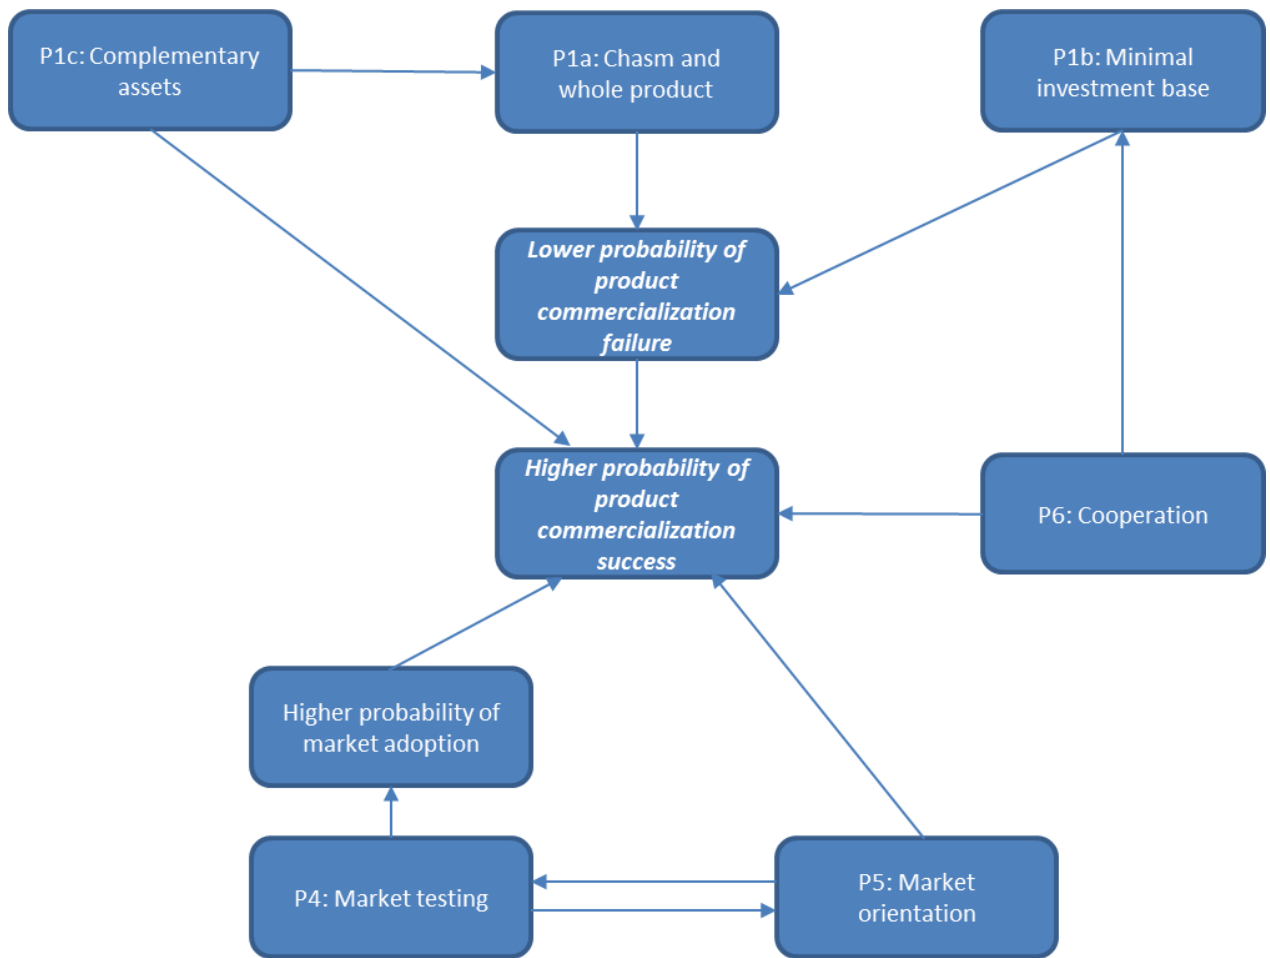 P1c: Complementary
assets
P1a: Chasm and
whole product
P1b: Minimal
investment base
Lower probability of
product
commercialization
failure
Higher probability of
product
commercialization
success
P6: Cooperation
Higher probability of
market adoption
P4: Market testing
P5: Market
orientation